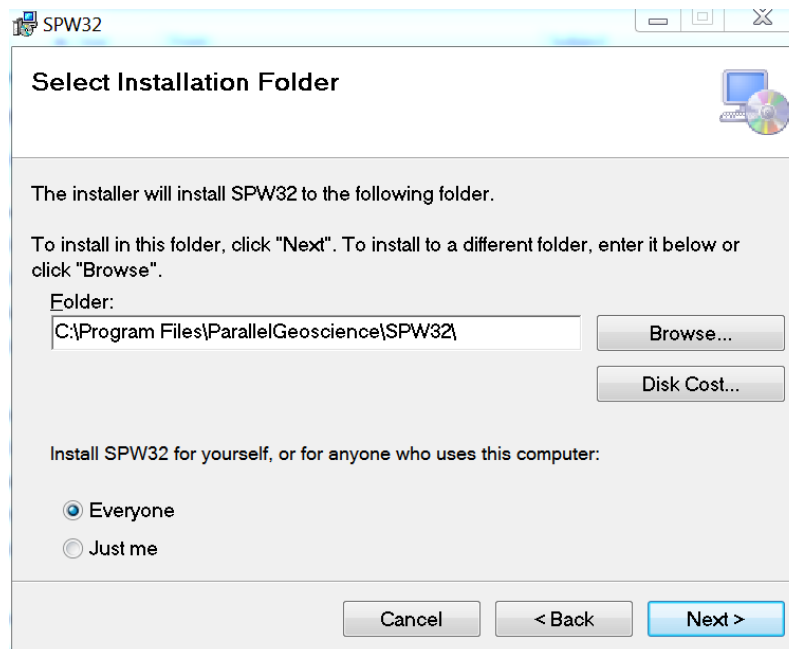 SPW32
Select Installation Folder
The installer will install SPW32 to the following folder.
To install in this folder, click "Next". To install to a different folder, enter it below or
click "Browse".
Folder:
C:\Program Files\ParallelGeoscience\SPW32\
Browse...
Disk Cost...
Install SPW32 for yourself, or for anyone who uses this computer:
Everyone
Just me
Cancel
< Back
Next >